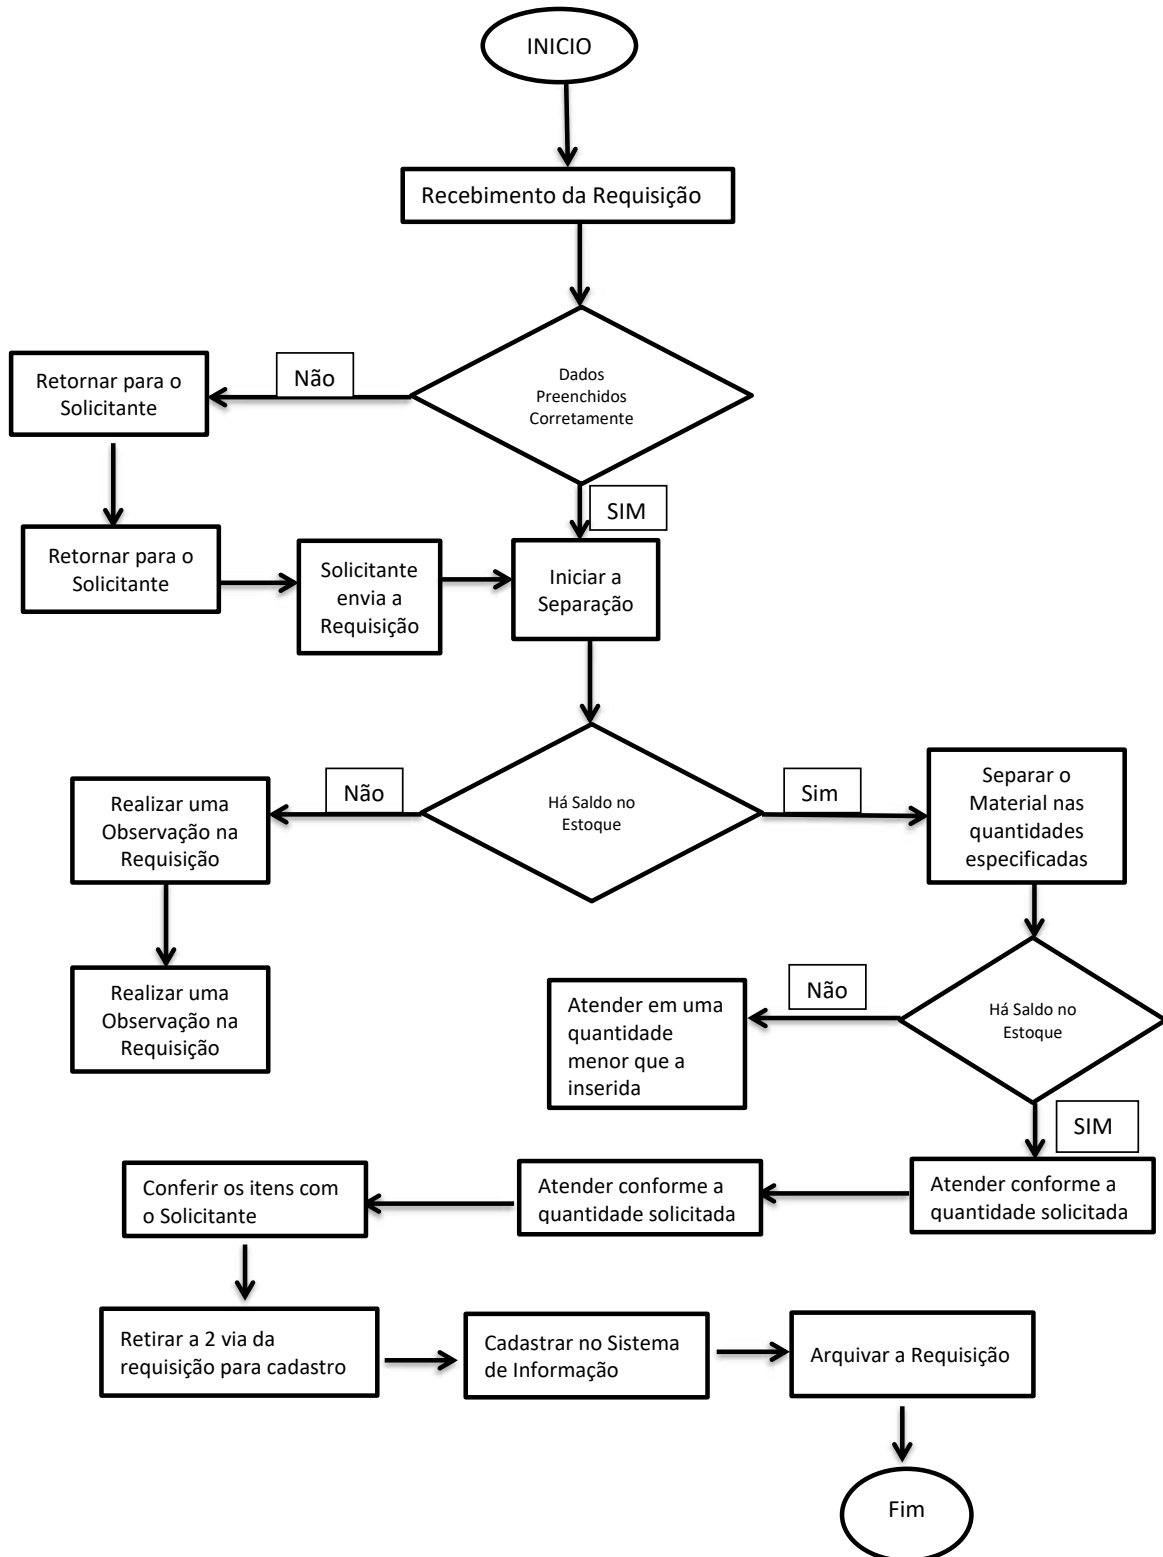 INICIO
Recebimento da Requisição
Dados
Preenchidos
Corretamente
Não
Retornar para o
Solicitante
SIM
Retornar para o
Solicitante
Solicitante
envia a
Requisição
Iniciar a
Separação
Há Saldo no
Estoque
Não
Realizar uma
Observação na
Requisição
Sim
Separar o
Material nas
quantidades
especificadas
Realizar uma
Observação na
Requisição
Há Saldo no
Estoque
Não
Atender em uma
quantidade
menor que a
inserida
SIM
Atender conforme a
quantidade solicitada
Atender conforme a
quantidade solicitada
Conferir os itens com
o Solicitante
Retirar a 2 via da
requisição para cadastro
Cadastrar no Sistema
de Informação
Arquivar a Requisição
Fim